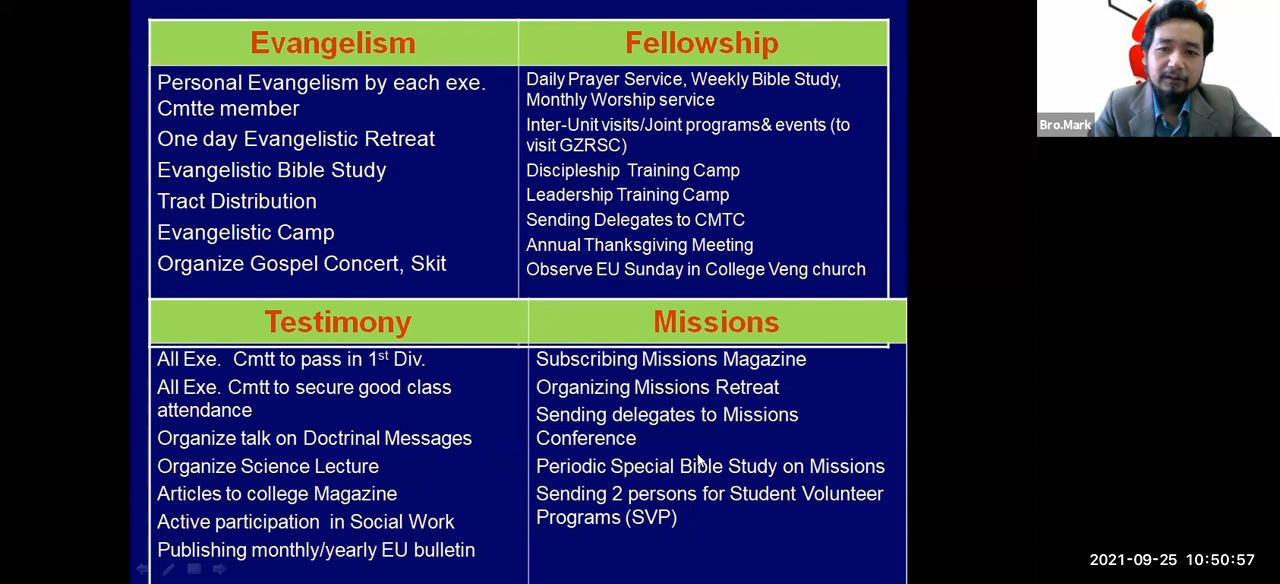 Evangelism
Personal Evangelism by each exe.
Cmtte member
One day Evangelistic Retreat
Evangelistic Bible Study
Tract Distribution
Evangelistic Camp
Organize Gospel Concert, Skit
Fellowship
Daily Prayer Service, Weekly Bible Study,
Monthly Worship service
Inter-Unit visits/Joint programs& events (to
visit GZRSC)
Discipleship Training Camp
Leadership Training Camp
Sending Delegates to CMTC
Annual Thanksgiving Meeting
Observe EU Sunday in College Veng church
Testimony
All Exe. Cmtt to pass in 1st Div.
All Exe. Cmtt to secure good class
attendance
Organize talk on Doctrinal Messages
Organize Science Lecture
Articles to college Magazine
Active participation in Social Work
Publishing monthly/yearly EU bulletin
Missions
Subscribing Missions Magazine
Organizing Missions Retreat
Sending delegates to Missions
Conference
Periodic Special Bible Study on Missions
Sending 2 persons for Student Volunteer
Programs (SVP)
Bro.Mark
2021-09-25 10:50:57